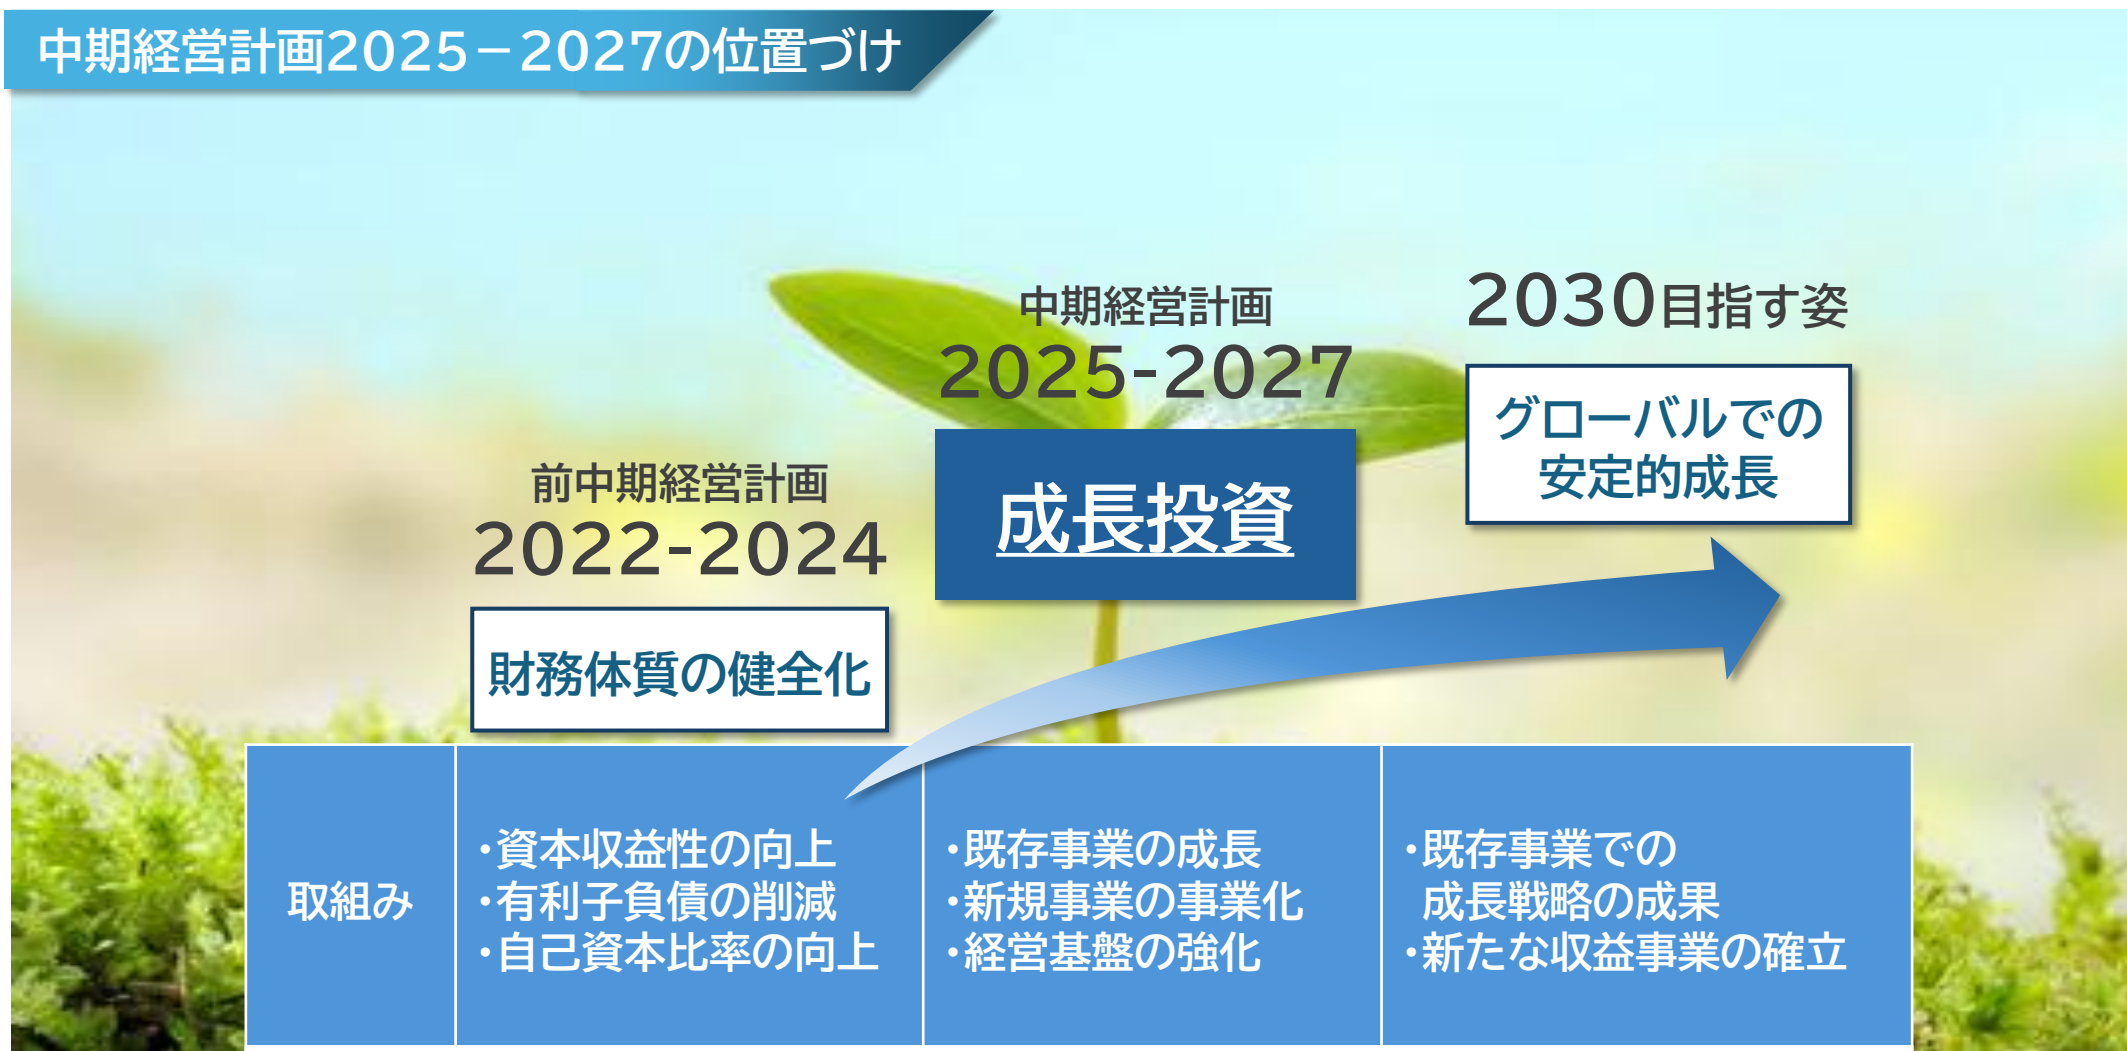 中期経営計画2025－2027の位置づけ
前中期経営計画
2022-2024
財務体質の健全化
中期経営計画
2025-2027
成長投資
2030目指す姿
グローバルでの
安定的成長
取組み
・資本収益性の向上
・有利子負債の削減
・自己資本比率の向上
・既存事業の成長
・新規事業の事業化
・経営基盤の強化
・既存事業での
成長戦略の成果
・新たな収益事業の確立